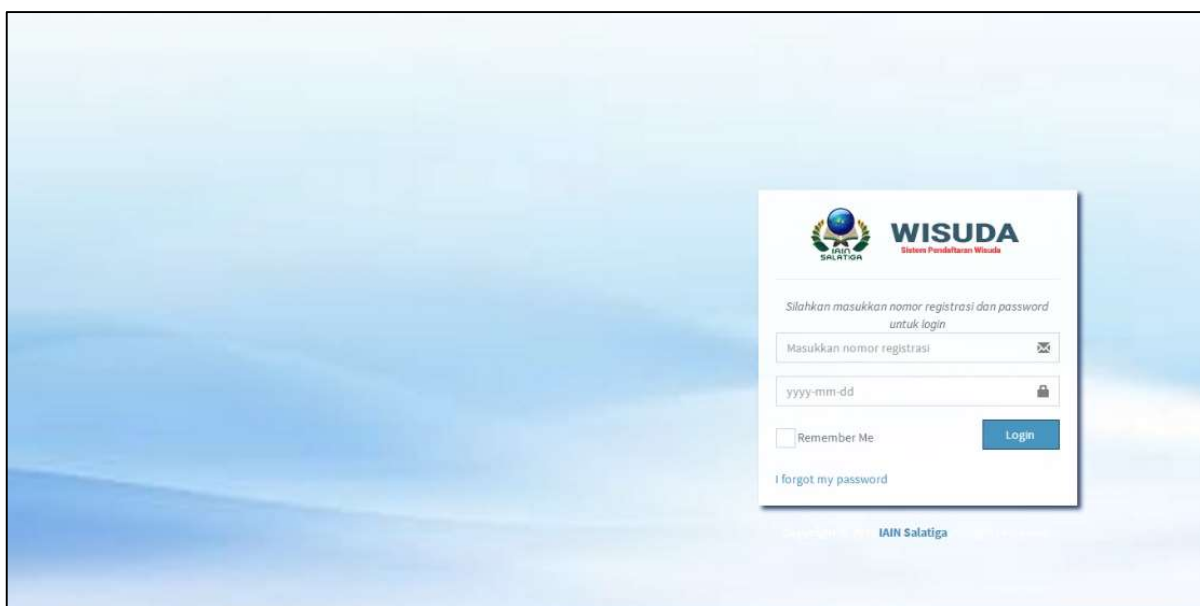 IAIN
SALATIGA
WISUDA
Sistem Pendaftaran Wisuda
Silahkan masukkan nomor registrasi dan password
untuk login
Masukkan nomor registrasi
yyyy-mm-dd
Remember Me
Login
I forgot my password
IAIN Salatiga